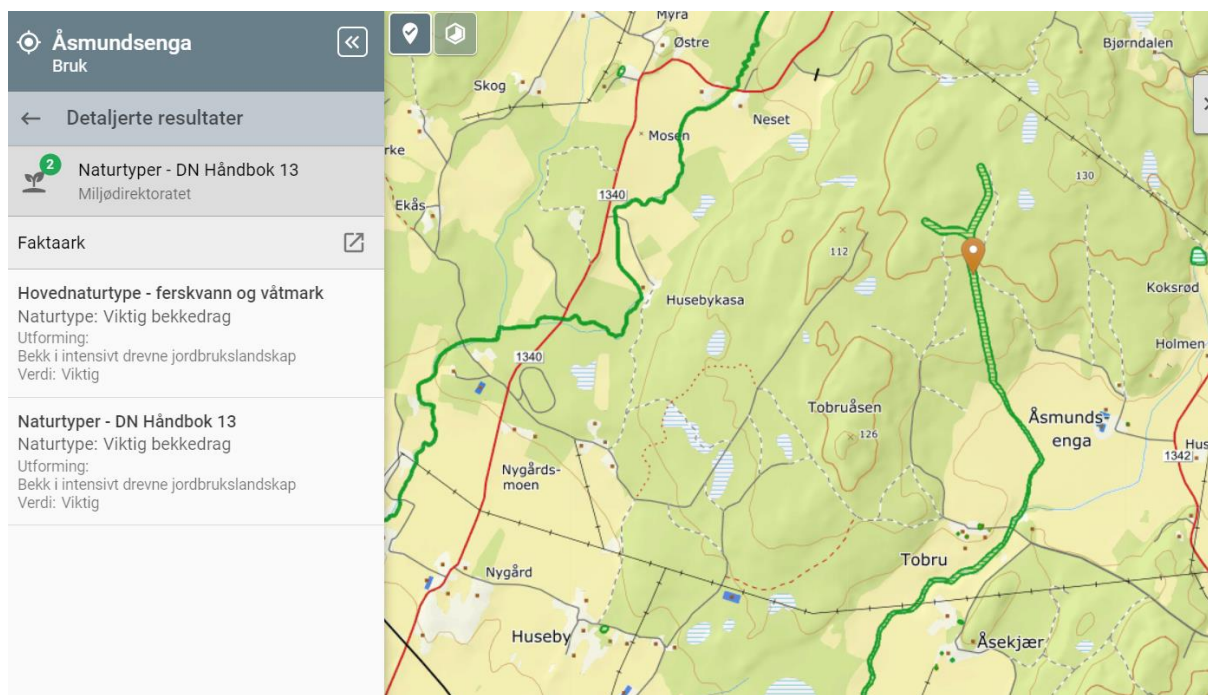 Åsmundsenga
Bruk
Detaljerte resultater
2
Naturtyper - DN Håndbok 13
Miljødirektoratet
Faktaark
Hovednaturtype - ferskvann og våtmark
Naturtype: Viktig bekkedrag
Utforming:
Bekk i intensivt drevne jordbrukslandskap
Verdi: Viktig
Naturtyper - DN Håndbok 13
Naturtype: Viktig bekkedrag
Utforming:
Bekk i intensivt drevne jordbrukslandskap
Verdi: Viktig
Myra
Østre
Bjørndalen
Skog
Neset
Mosen
rke
130
1340
Ekås
112
Koksrød
Husebykasa
1340
Holmen
Tobruåsen
126
Åsmunds-
enga
Hus
1342
Nygårds-
moen
Tobru
Nygård
Huseby
Åsekjær